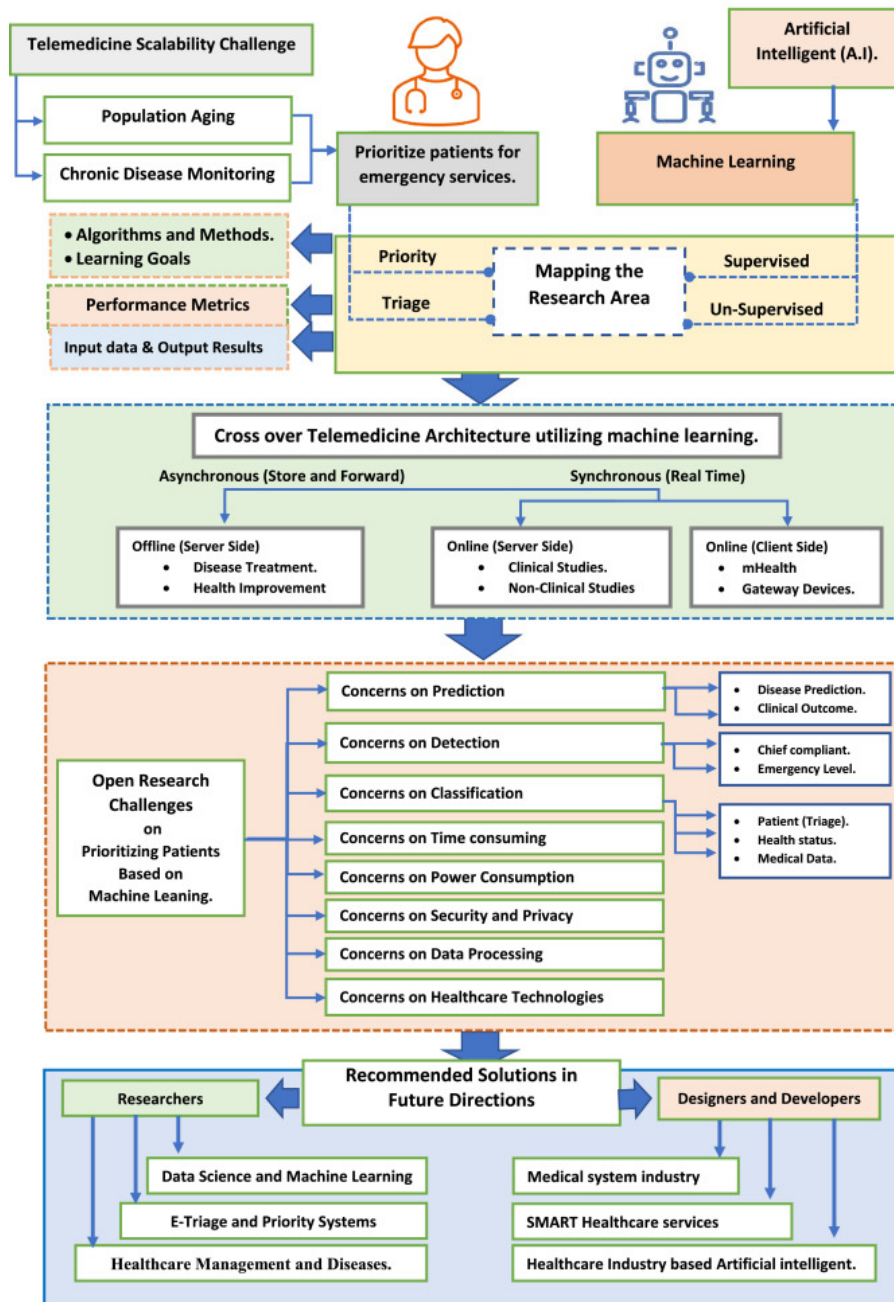 Telemedicine Scalability Challenge
Artificial
Intelligent (A.I).
Population Aging
Chronic Disease Monitoring
Prioritize patients for
emergency services.
Machine Learning
• Algorithms and Methods.
• Learning Goals
Performance Metrics
Input data & Output Results
Priority
Triage
Mapping the
Research Area
Supervised
Un-Supervised
Cross over Telemedicine Architecture utilizing machine learning.
Asynchronous (Store and Forward)
Synchronous (Real Time)
Offline (Server Side)
• Disease Treatment.
• Health Improvement
Online (Server Side)
• Clinical Studies.
• Non-Clinical Studies
Online (Client Side)
• mHealth
• Gateway Devices.
Open Research
Challenges
on
Prioritizing Patients
Based on
Machine Leaning.
Concerns on Prediction
Concerns on Detection
Concerns on Classification
Concerns on Time consuming
Concerns on Power Consumption
Concerns on Security and Privacy
Concerns on Data Processing
Concerns on Healthcare Technologies
• Disease Prediction.
• Clinical Outcome.
• Chief compliant.
• Emergency Level.
• Patient (Triage).
• Health status.
• Medical Data.
Recommended Solutions in
Future Directions
Researchers
Data Science and Machine Learning
E-Triage and Priority Systems
Healthcare Management and Diseases.
Designers and Developers
Medical system industry
SMART Healthcare services
Healthcare Industry based Artificial intelligent.